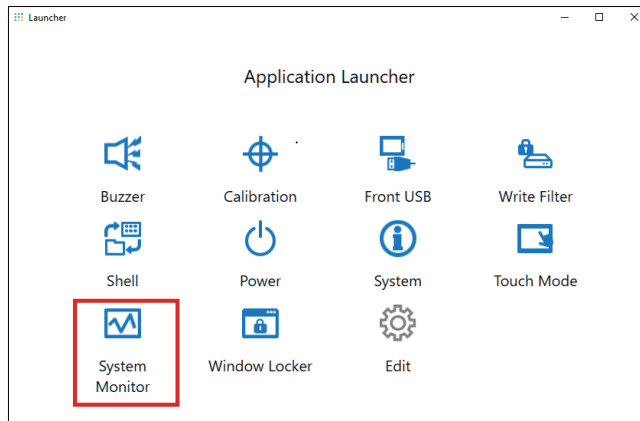 Launcher
Application Launcher
Buzzer
Calibration
Front USB
Write Filter
Shell
Power
System
Touch Mode
System
Monitor
Window Locker
Edit